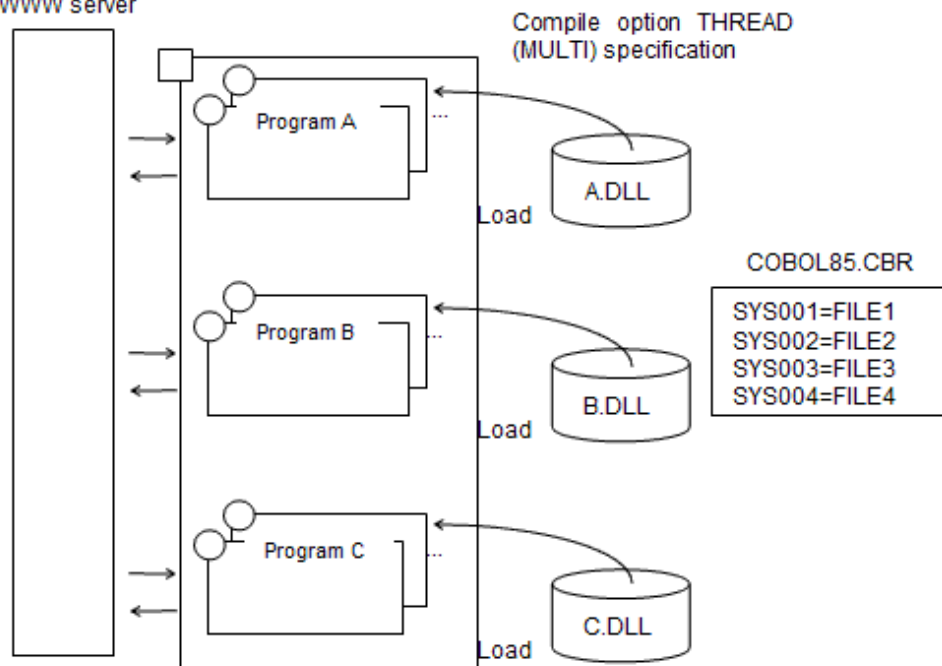 WWW server
Compile option THREAD
(MULTI) specification
Program A
...
A.DLL
Load
COBOL85.CBR
SYS001=FILE1
SYS002=FILE2
SYS003=FILE3
SYS004=FILE4
Program B
...
B.DLL
Load
Program C
...
C.DLL
Load